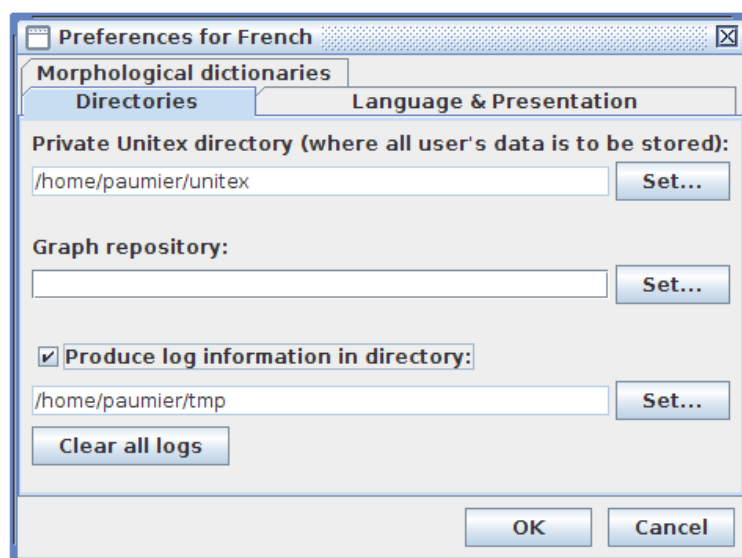 Preferences for French
Morphological dictionaries
Directories
Language & Presentation
Private Unitex directory (where all user's data is to be stored):
/home/paumier/unitex
Set...
Graph repository:
Set...
Produce log information in directory:
/home/paumier/tmp
Set...
Clear all logs
OK
Cancel